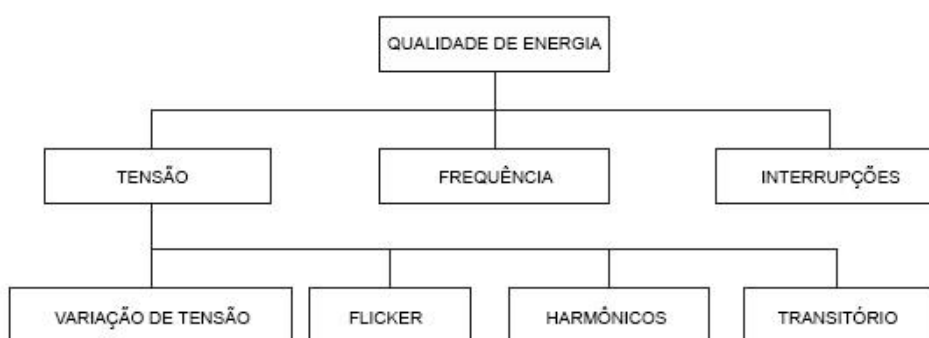 QUALIDADE DE ENERGIA
TENSÃO
FREQUÊNCIA
INTERRUPÇÕES
VARIAÇÃO DE TENSÃO
FLICKER
HARMÔNICOS
TRANSITÓRIO